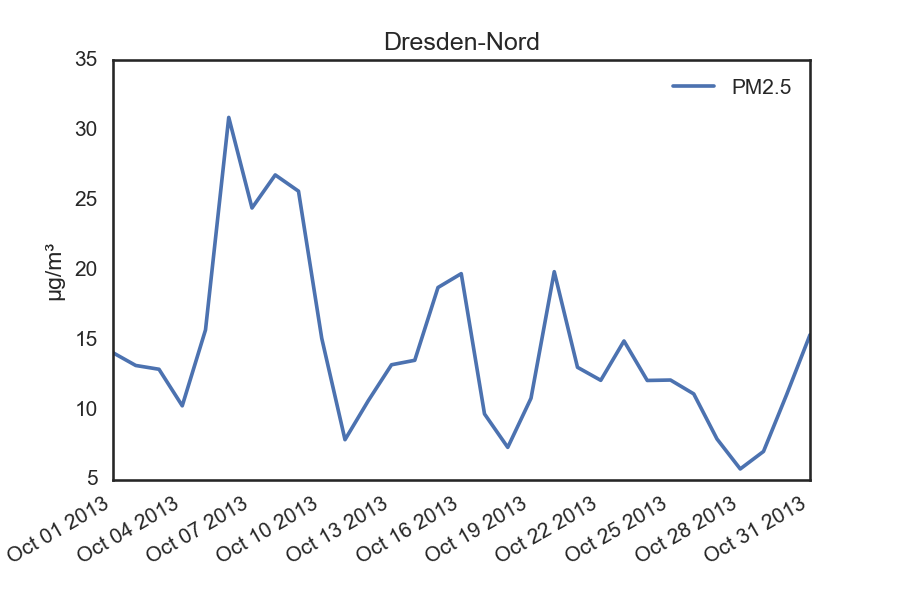 Dresden-Nord
35
30
25
20
15
10
5
µg/m³
PM2.5
Oct 01 2013
Oct 04 2013
Oct 07 2013
Oct 10 2013
Oct 13 2013
Oct 16 2013
Oct 19 2013
Oct 22 2013
Oct 25 2013
Oct 28 2013
Oct 31 2013